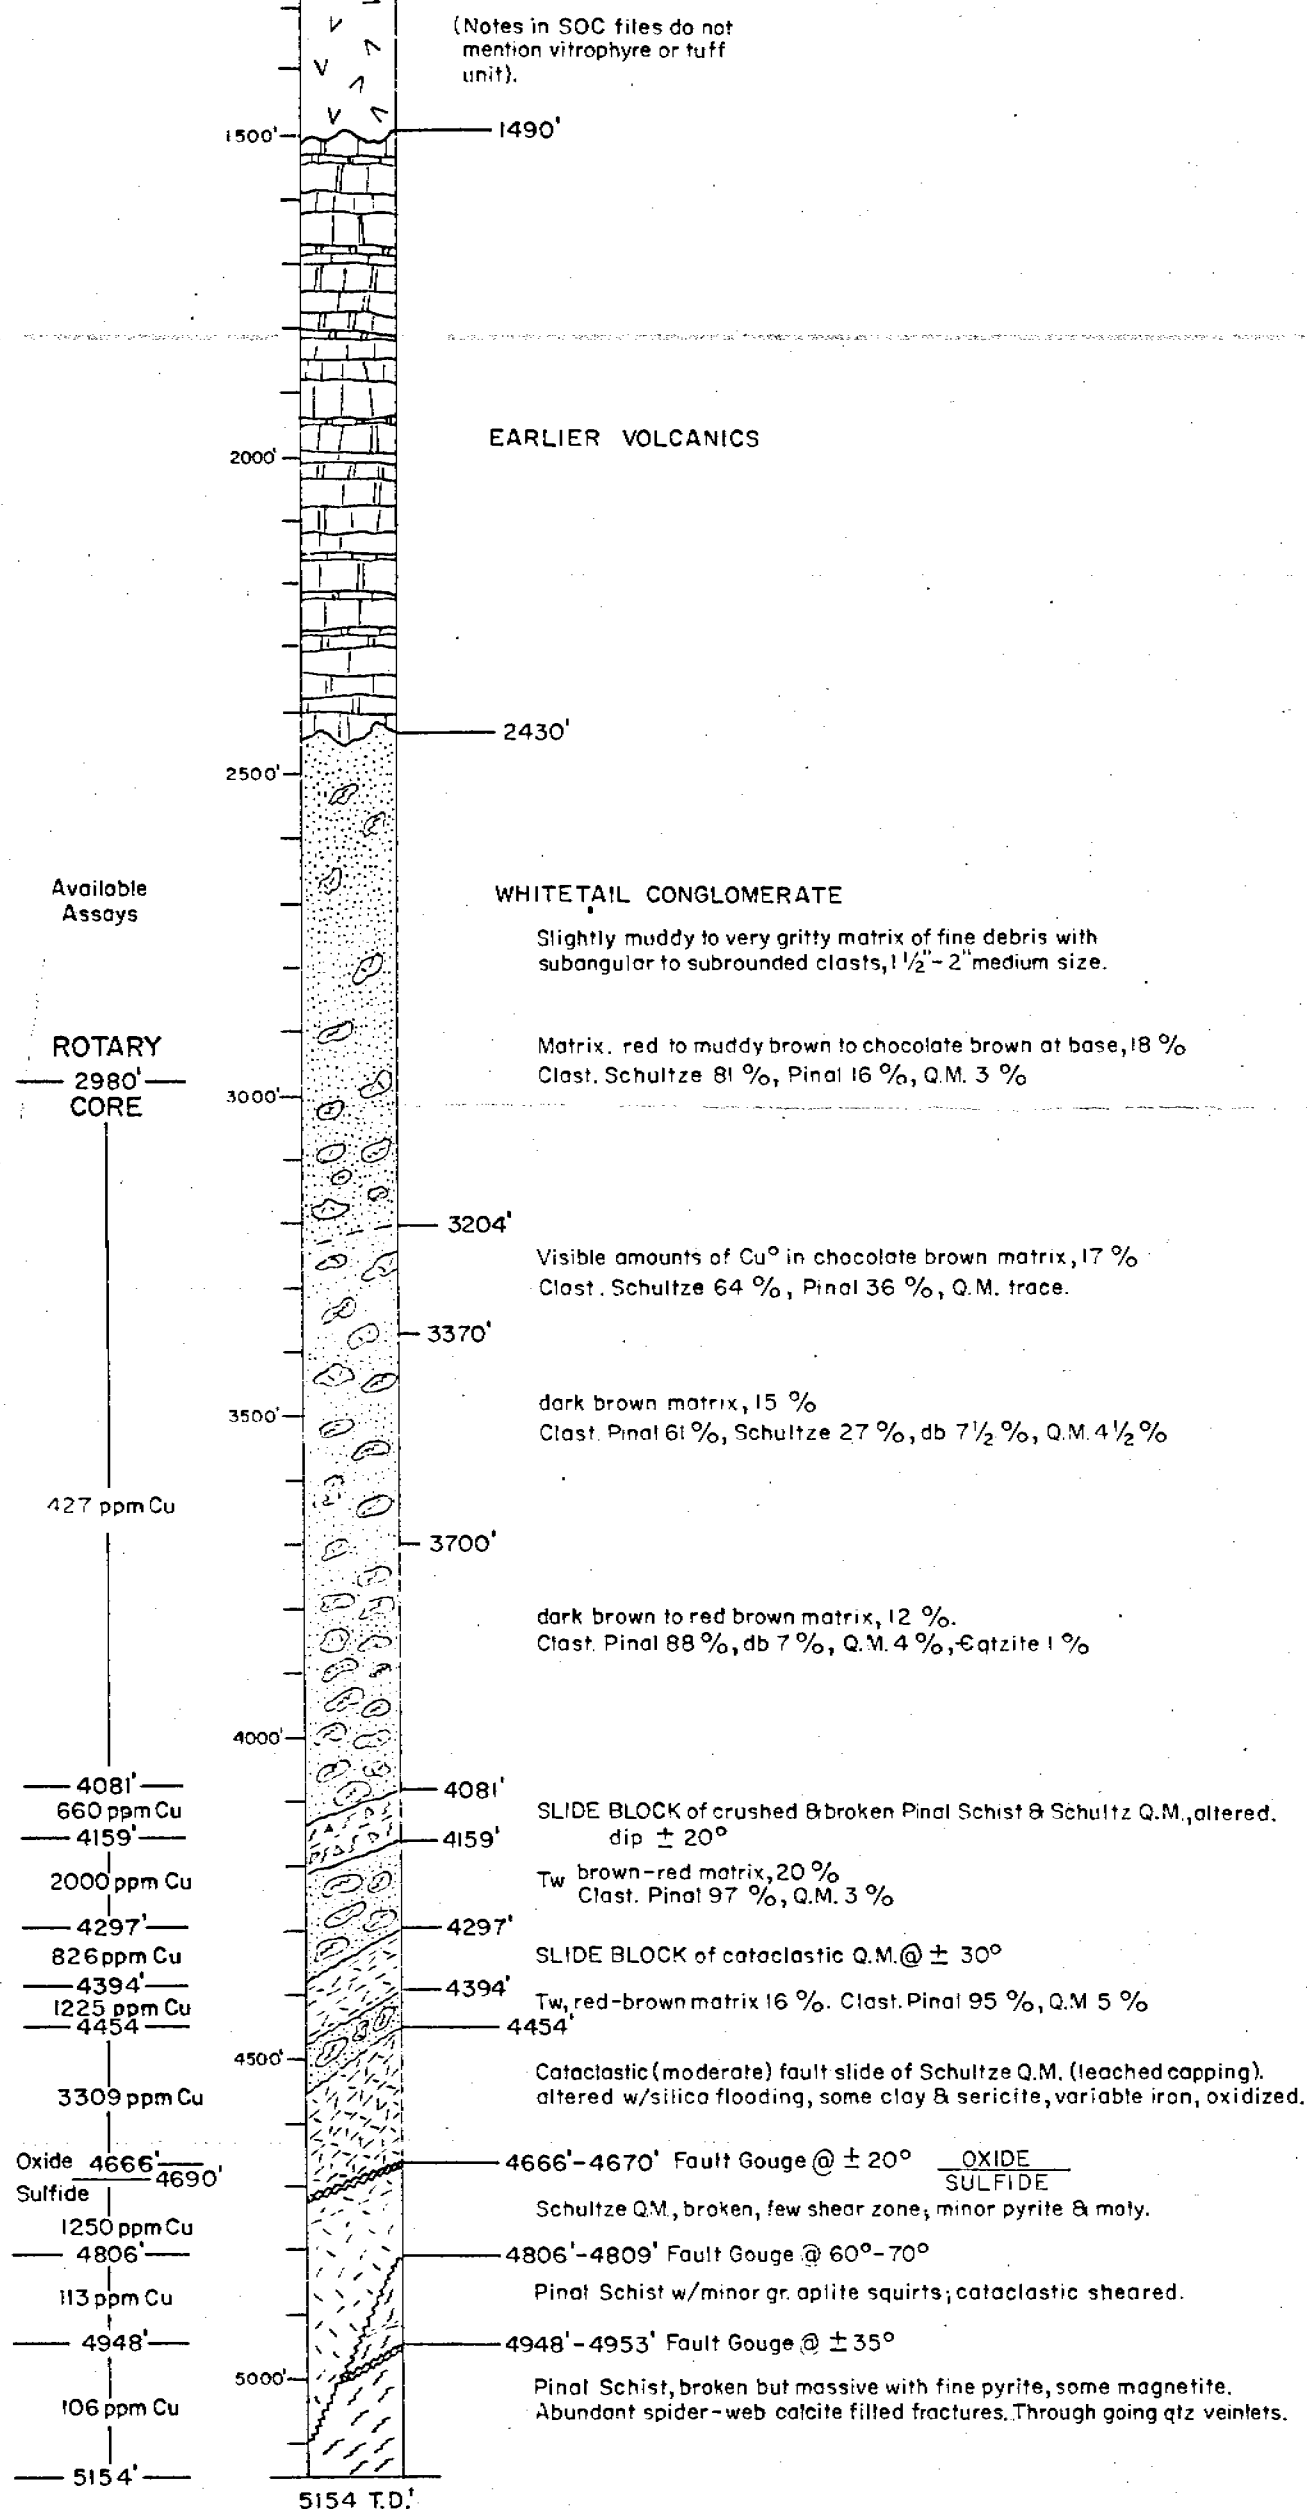 (Notes in SOC files do not
mention vitrophyre or tuff
unit).
1500'
1490'
EARLIER VOLCANICS
2000'
2430'
2500'
Available
Assays
WHITETAIL CONGLOMERATE
Slightly muddy to very gritty matrix of fine debris with
subangular to subrounded clasts, 1 1/2" - 2" medium size.
ROTARY
2980'
CORE
Matrix. red to muddy brown to chocolate brown at base, 18 %
Clast. Schultze 81 %, Pinal 16 %, Q.M. 3 %
3000'
3204'
Visible amounts of Cu° in chocolate brown matrix, 17 %
Clast. Schultze 64 %, Pinal 36 %, Q.M. trace.
3370'
dark brown matrix, 15 %
Clast. Pinal 61 %, Schultze 27 %, db 7 1/2 %, Q.M. 4 1/2 %
3500'
427 ppm Cu
3700'
dark brown to red brown matrix, 12 %.
Clast. Pinal 88 %, db 7 %, Q.M. 4 %, Ꞓqtzite 1 %
4000'
4081'
4081'
660 ppm Cu
SLIDE BLOCK of crushed & broken Pinal Schist & Schultz Q.M., altered.
dip ± 20°
4159'
4159'
2000 ppm Cu
Tw brown-red matrix, 20 %
Clast. Pinal 97 %, Q.M. 3 %
4297'
4297'
826 ppm Cu
SLIDE BLOCK of cataclastic Q.M. @ ± 30°
4394'
4394'
1225 ppm Cu
Tw, red-brown matrix 16 %. Clast. Pinal 95 %, Q.M 5 %
4454
4454'
4500'
3309 ppm Cu
Cataclastic (moderate) fault slide of Schultze Q.M. (leached capping).
altered w/silica flooding, some clay & sericite, variable iron, oxidized.
Oxide 4666'
4690'
Sulfide
4666'-4670' Fault Gouge @ ± 20° OXIDE
SULFIDE
Schultze Q.M., broken, few shear zone; minor pyrite & moly.
1250 ppm Cu
4806'
4806'-4809' Fault Gouge @ 60°-70°
113 ppm Cu
Pinal Schist w/minor gr. aplite squirts; cataclastic sheared.
4948'
4948'-4953' Fault Gouge @ ± 35°
5000'
106 ppm Cu
Pinal Schist, broken but massive with fine pyrite, some magnetite.
Abundant spider-web calcite filled fractures. Through going qtz veinlets.
5154'
5154 T.D.'